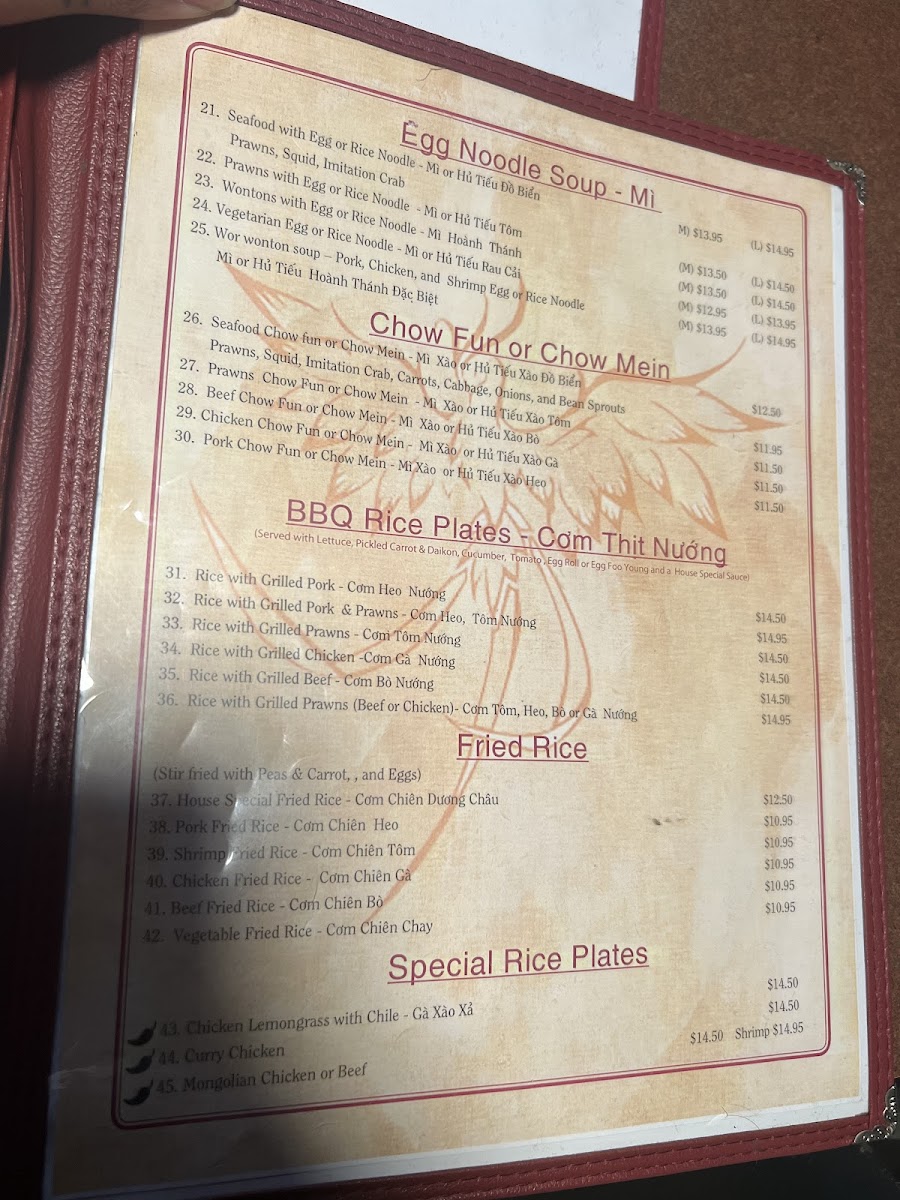 Egg Noodle Soup - Mì
21. Seafood with Egg or Rice Noodle - Mì or Hủ Tiếu Đồ Biển M) $13.95 (L) $14.95
Prawns, Squid, Imitation Crab
22. Prawns with Egg or Rice Noodle - Mì or Hủ Tiếu Tôm (M) $13.50 (L) $14.50
23. Wontons with Egg or Rice Noodle - Mì Hoành Thánh (M) $13.50 (L) $14.50
24. Vegetarian Egg or Rice Noodle - Mì or Hủ Tiếu Rau Cải (M) $12.95 (L) $13.95
25. Wor wonton soup – Pork, Chicken, and Shrimp Egg or Rice Noodle (M) $13.95 (L) $14.95
Mì or Hủ Tiếu Hoành Thánh Đặc Biệt
Chow Fun or Chow Mein
26. Seafood Chow fun or Chow Mein - Mì Xào or Hủ Tiếu Xào Đồ Biển $12.50
Prawns, Squid, Imitation Crab, Carrots, Cabbage, Onions, and Bean Sprouts
27. Prawns Chow Fun or Chow Mein - Mì Xào or Hủ Tiếu Xào Tôm $11.95
28. Beef Chow Fun or Chow Mein - Mì Xào or Hủ Tiếu Xào Bò $11.50
29. Chicken Chow Fun or Chow Mein - Mì Xào or Hủ Tiếu Xào Gà $11.50
30. Pork Chow Fun or Chow Mein - Mì Xào or Hủ Tiếu Xào Heo $11.50
BBQ Rice Plates - Cơm Thịt Nướng
(Served with Lettuce, Pickled Carrot & Daikon, Cucumber, Tomato, Egg Roll or Egg Foo Young and a House Special Sauce)
31. Rice with Grilled Pork - Cơm Heo Nướng $14.50
32. Rice with Grilled Pork & Prawns - Cơm Heo, Tôm Nướng $14.95
33. Rice with Grilled Prawns - Cơm Tôm Nướng $14.50
34. Rice with Grilled Chicken -Cơm Gà Nướng $14.50
35. Rice with Grilled Beef - Cơm Bò Nướng $14.50
36. Rice with Grilled Prawns (Beef or Chicken)- Cơm Tôm, Heo, Bò or Gà Nướng $14.95
Fried Rice
(Stir fried with Peas & Carrot, , and Eggs)
37. House Special Fried Rice - Cơm Chiên Dương Châu $12.50
38. Pork Fried Rice - Cơm Chiên Heo $10.95
39. Shrimp Fried Rice - Cơm Chiên Tôm $10.95
40. Chicken Fried Rice - Cơm Chiên Gà $10.95
41. Beef Fried Rice - Cơm Chiên Bò $10.95
42. Vegetable Fried Rice - Cơm Chiên Chay $10.95
Special Rice Plates
43. Chicken Lemongrass with Chile - Gà Xào Xả $14.50
44. Curry Chicken $14.50
45. Mongolian Chicken or Beef $14.50 Shrimp $14.95